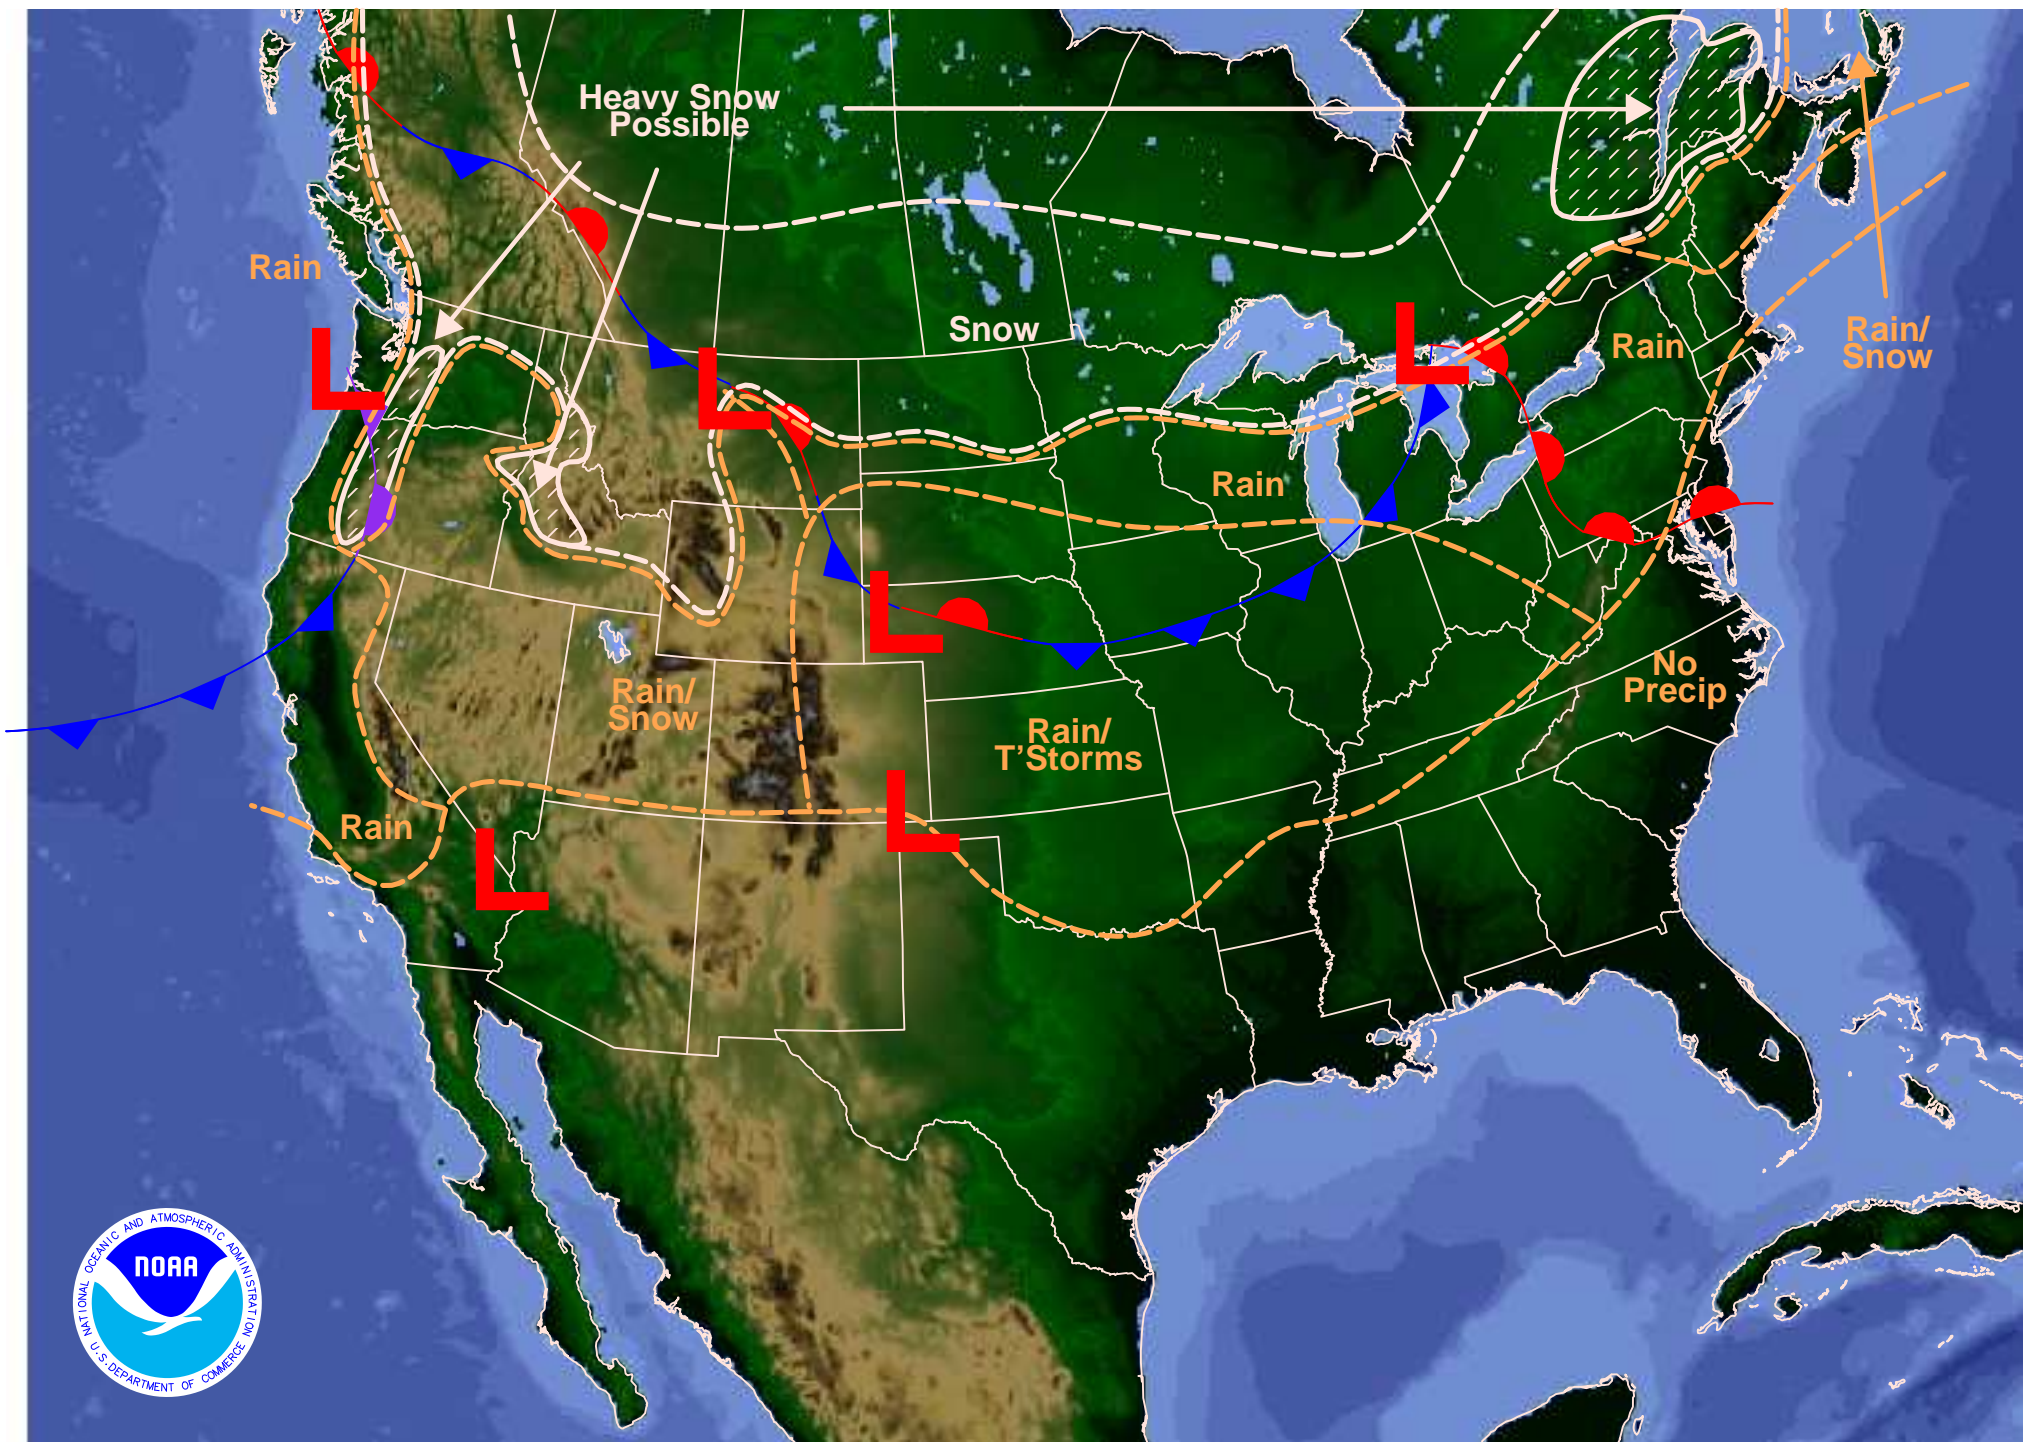 Heavy Snow
Possible
Rain
Snow
Rain
Rain/
Snow
Rain
No
Precip
Rain/
Snow
Rain/
T'Storms
Rain
L
L
L
L
L
L
NATIONAL OCEANIC AND ATMOSPHERIC ADMINISTRATION
NOAA
U.S. DEPARTMENT OF COMMERCE